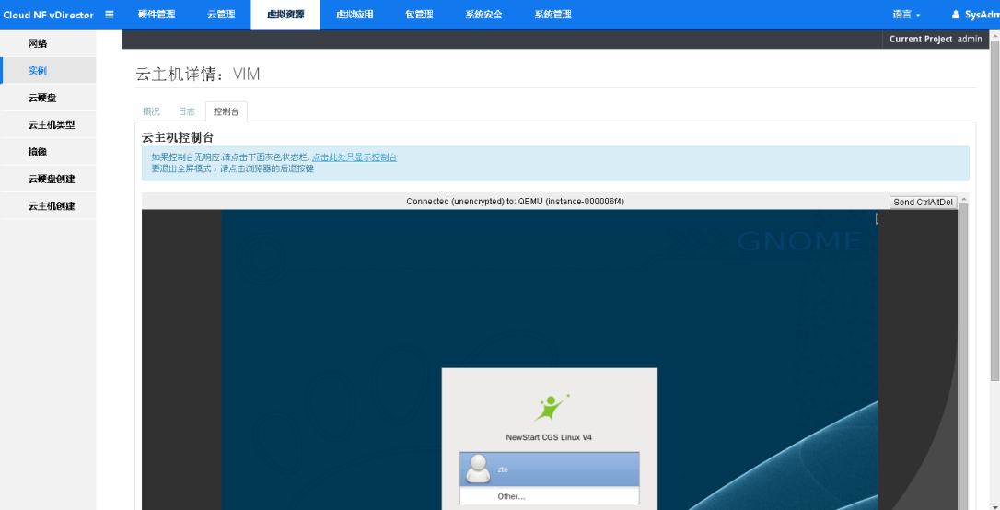 Cloud NF vDirector 硬件管理 云管理 虚拟资源 虚拟应用 包管理 系统安全 系统管理 语言 SysAdm
Current Project admin
网络
实例
云硬盘
云主机类型
镜像
云硬盘创建
云主机创建
云主机详情：VIM
概况 日志 控制台
云主机控制台
如果控制台无响应:请点击下面灰色状态栏. 点击此处只显示控制台
要退出全屏模式，请点击浏览器的后退按键
Connected (unencrypted) to: QEMU (instance-000006f4) Send CtrlAltDel
GNOME
NewStart CGS Linux V4
zte
Other...